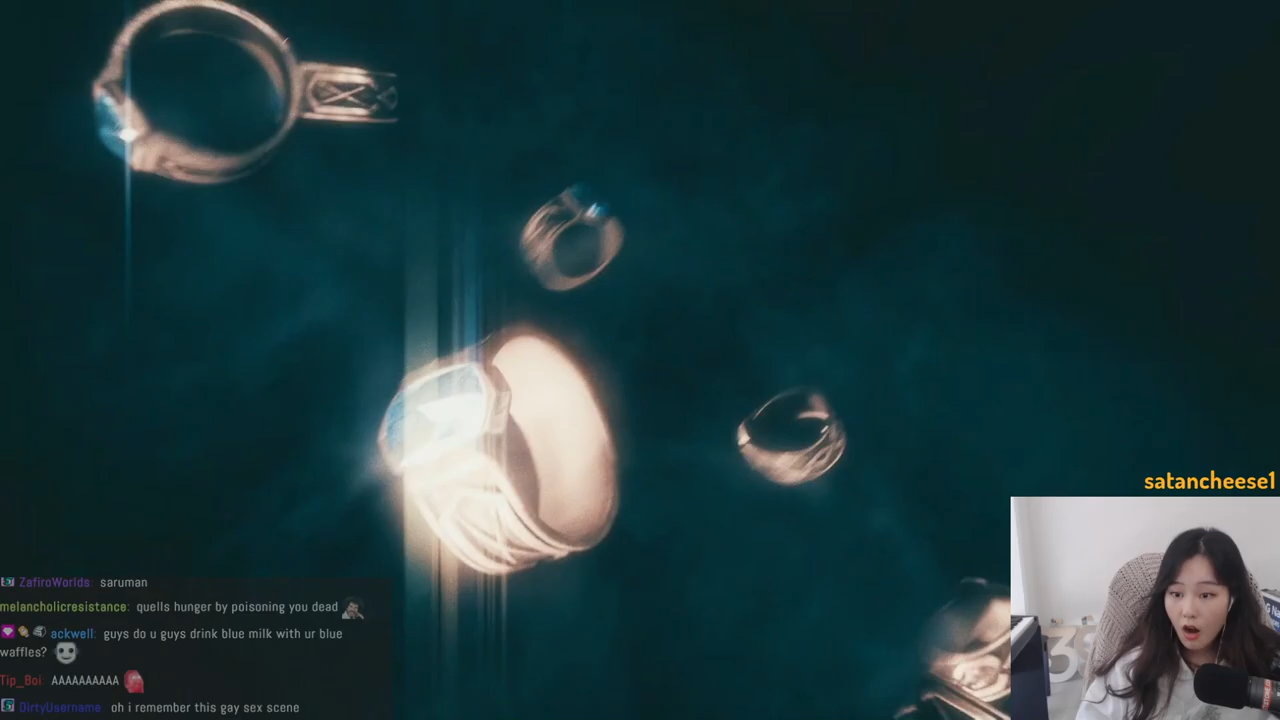 satancheese1
ZafiroWorlds: saruman
melancholicresistance: quells hunger by poisoning you dead
ackwell: guys do u guys drink blue milk with ur blue
waffles?
Tip_Boi: AAAAAAAAAA
DirtyUsername: oh i remember this gay sex scene